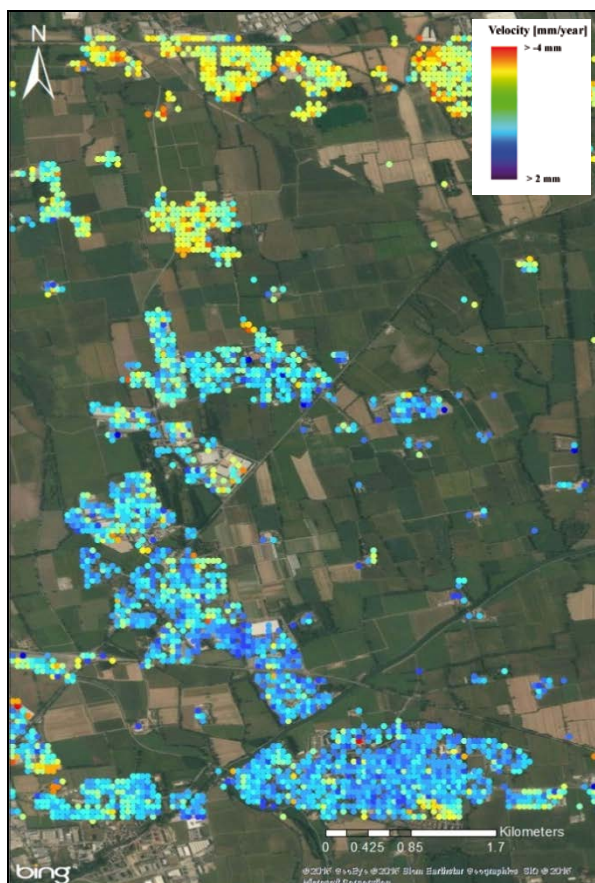 N
Velocity [mm/year]
> -4 mm
> 2 mm
Kilometers
0 0.425 0.85 1.7
bing